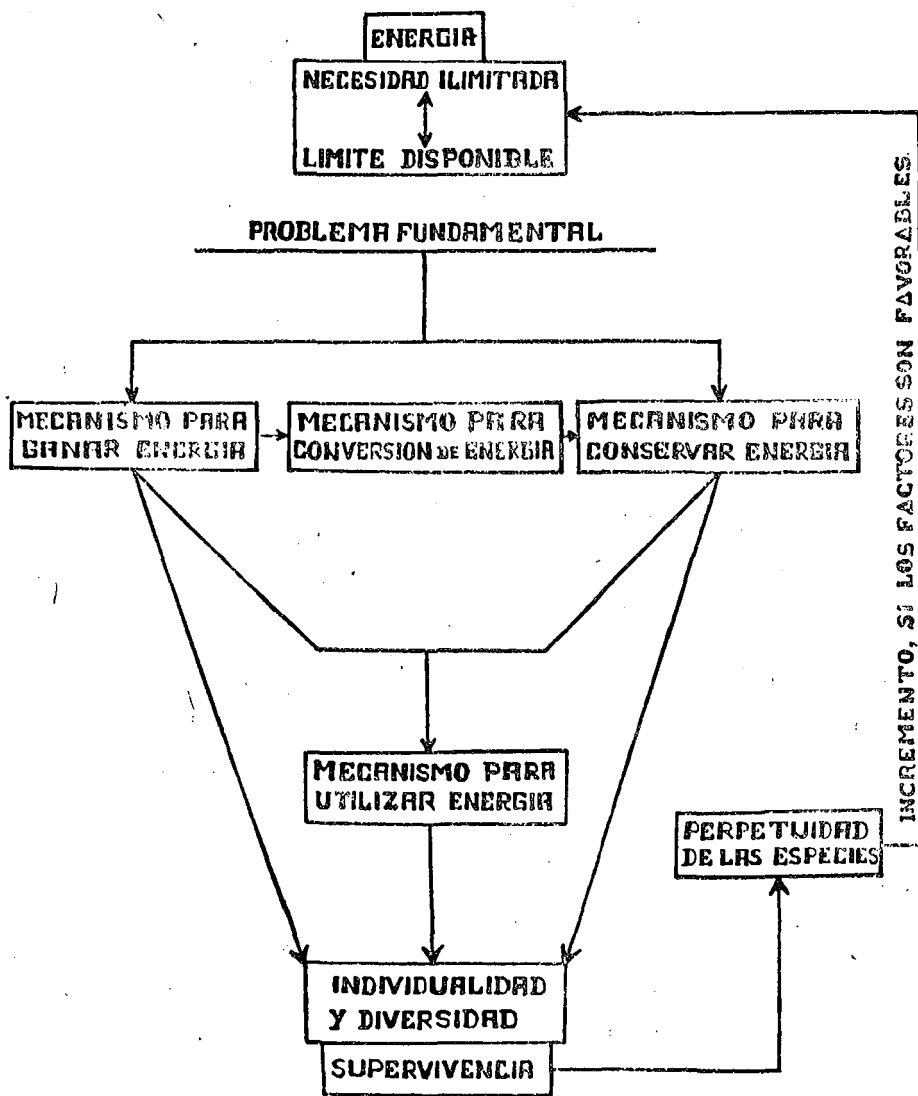 ENERGIA
NECESIDAD ILIMITADA
LIMITE DISPONIBLE
PROBLEMA FUNDAMENTAL
MECANISMO PARA
GANAR ENERGIA
MECANISMO PARA
CONVERSION DE ENERGIA
MECANISMO PARA
CONSERVAR ENERGIA
MECANISMO PARA
UTILIZAR ENERGIA
PERPETUIDAD
DE LAS ESPECIES
INDIVIDUALIDAD
Y DIVERSIDAD
SUPERVIVENCIA
INCREMENTO, SI LOS FACTORES SON FAVORABLES